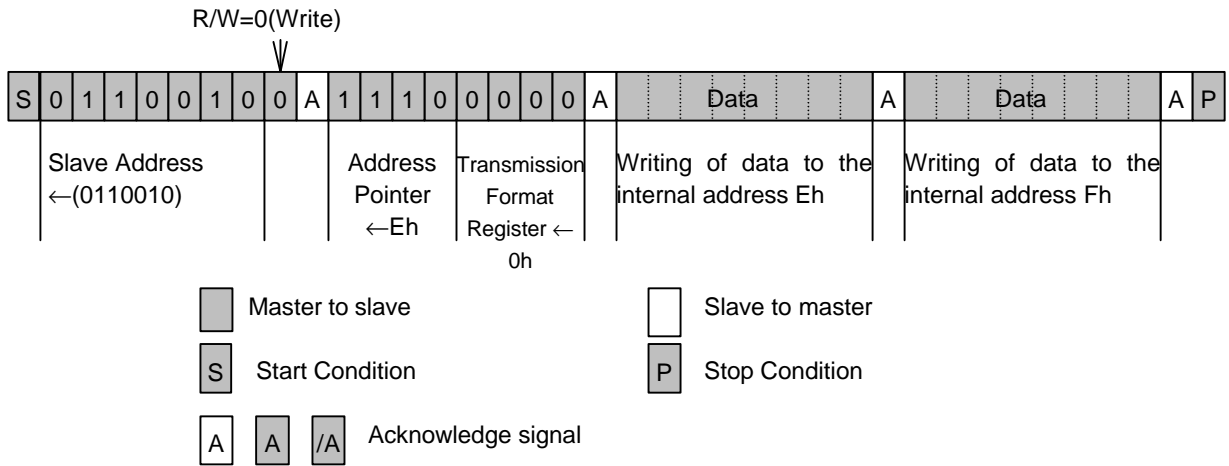 R/W=0(Write)
S 0 1 1 0 0 1 0 0 A 1 1 1 0 0 0 0 0 A Data A Data A P
Slave Address
←(0110010)
Address
Pointer
←Eh
Transmission
Format
Register ←
0h
Writing of data to the
internal address Eh
Writing of data to the
internal address Fh
Master to slave
Slave to master
S Start Condition
P Stop Condition
A A /A Acknowledge signal